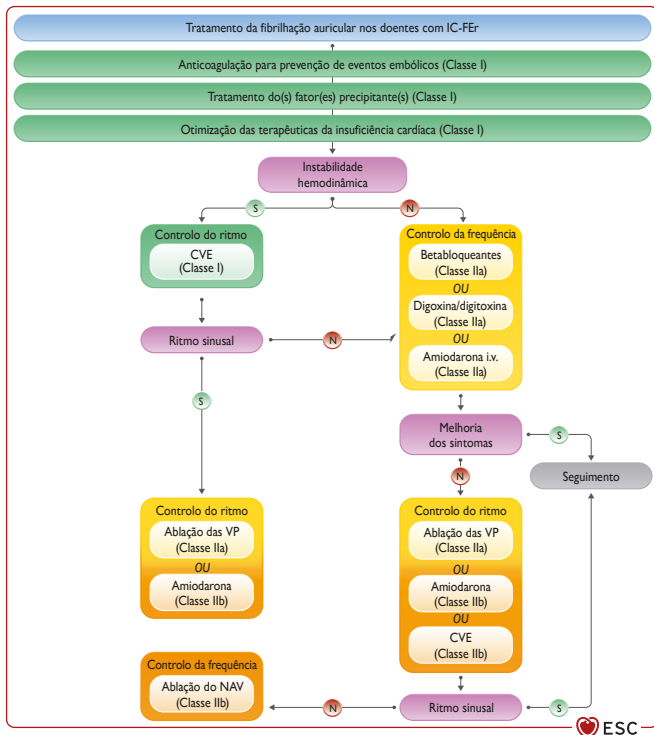 Tratamento da fibrilhação auricular nos doentes com IC-FEr
Anticoagulação para prevenção de eventos embólicos (Classe I)
Tratamento do(s) fator(es) precipitante(s) (Classe I)
Otimização das terapêuticas da insuficiência cardíaca (Classe I)
Instabilidade
hemodinâmica
S
N
Controlo do ritmo
CVE
(Classe I)
Controlo da frequência
Betabloqueantes
(Classe IIa)
OU
Digoxina/digitoxina
(Classe IIa)
OU
Amiodarona i.v.
(Classe IIa)
Ritmo sinusal
N
S
Melhoria
dos sintomas
S
N
Seguimento
Controlo do ritmo
Ablação das VP
(Classe IIa)
OU
Amiodarona
(Classe IIb)
Controlo do ritmo
Ablação das VP
(Classe IIa)
OU
Amiodarona
(Classe IIb)
OU
CVE
(Classe IIb)
Controlo da frequência
Ablação do NAV
(Classe IIb)
N
Ritmo sinusal
S
ESC